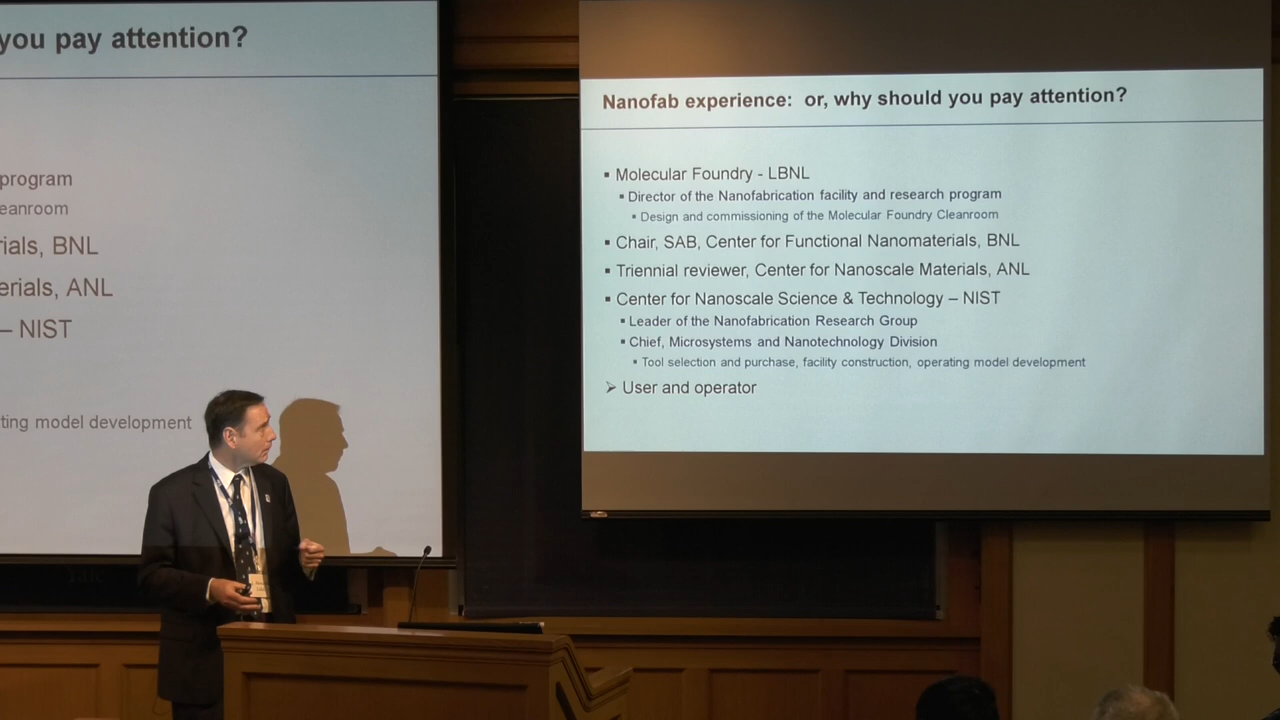 you pay attention?
program
eanroom
rials, BNL
erials, ANL
– NIST
ting model development
Nanofab experience: or, why should you pay attention?
▪ Molecular Foundry - LBNL
▪ Director of the Nanofabrication facility and research program
▪ Design and commissioning of the Molecular Foundry Cleanroom
▪ Chair, SAB, Center for Functional Nanomaterials, BNL
▪ Triennial reviewer, Center for Nanoscale Materials, ANL
▪ Center for Nanoscale Science & Technology – NIST
▪ Leader of the Nanofabrication Research Group
▪ Chief, Microsystems and Nanotechnology Division
▪ Tool selection and purchase, facility construction, operating model development
➢ User and operator